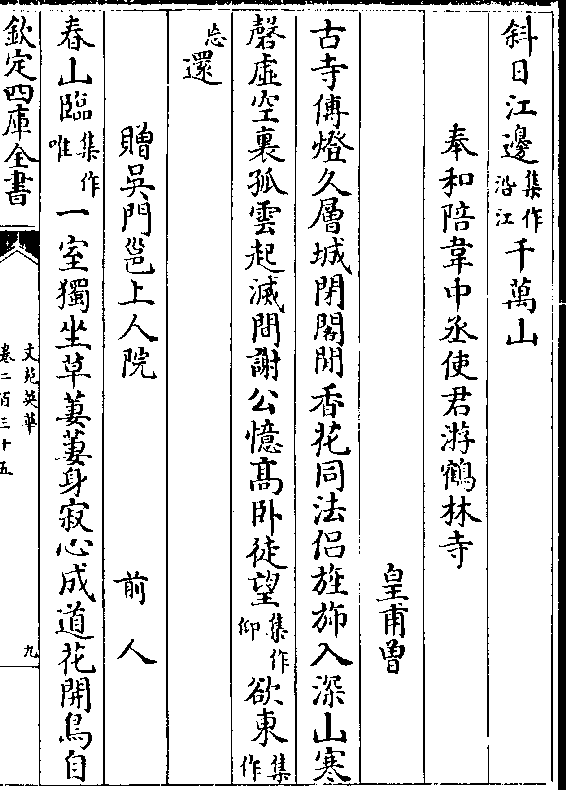 斜日江邊集作沿江千萬山
奉和陪韋中丞使君游鶴林寺
皇甫曾
古寺傳燈久層城閉閣閒香花同法侶旌斾入深山寒
磬虛空裏孤雲起滅間謝公憶高卧徒望集作仰欲東集作
忘還
贈吳門邕上人院
前人
春山臨集作唯一室獨坐草萋萋身寂心成道花開鳥自
欽定四庫全書
文苑英華
卷二百三十五
九